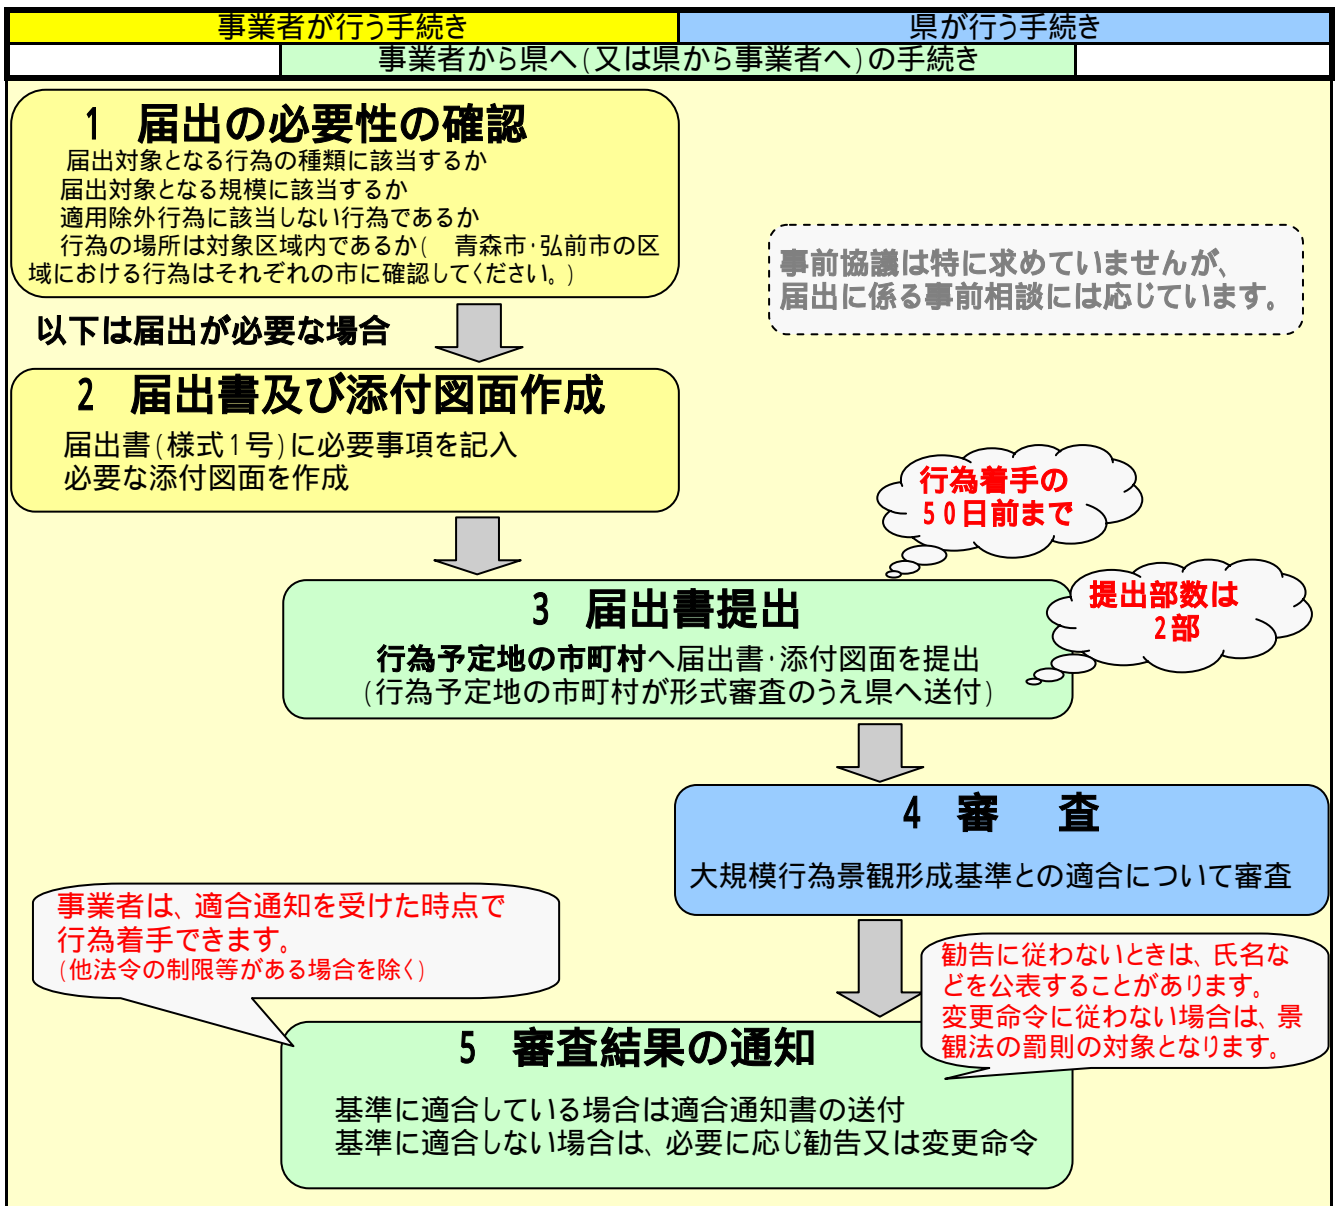 事業者が行う手続き
県が行う手続き
事業者から県へ(又は県から事業者へ)の手続き
1 届出の必要性の確認
届出対象となる行為の種類に該当するか
届出対象となる規模に該当するか
適用除外行為に該当しない行為であるか
行為の場所は対象区域内であるか( 青森市・弘前市の区
域における行為はそれぞれの市に確認してください。)
事前協議は特に求めていませんが、
届出に係る事前相談には応じています。
以下は届出が必要な場合
2 届出書及び添付図面作成
届出書(様式1号)に必要事項を記入
必要な添付図面を作成
行為着手の
50日前まで
3 届出書提出
行為予定地の市町村へ届出書・添付図面を提出
(行為予定地の市町村が形式審査のうえ県へ送付)
提出部数は
2部
4 審 査
大規模行為景観形成基準との適合について審査
事業者は、適合通知を受けた時点で
行為着手できます。
(他法令の制限等がある場合を除く)
勧告に従わないときは、氏名な
どを公表することがあります。
変更命令に従わない場合は、景
観法の罰則の対象となります。
5 審査結果の通知
基準に適合している場合は適合通知書の送付
基準に適合しない場合は、必要に応じ勧告又は変更命令